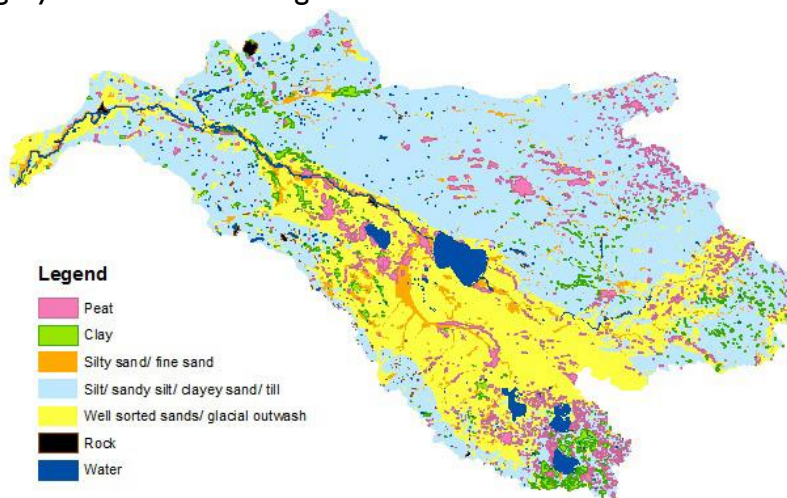 Legend
Peat
Clay
Silty sand/ fine sand
Silt/ sandy silt/ clayey sand/ till
Well sorted sands/ glacial outwash
Rock
Water